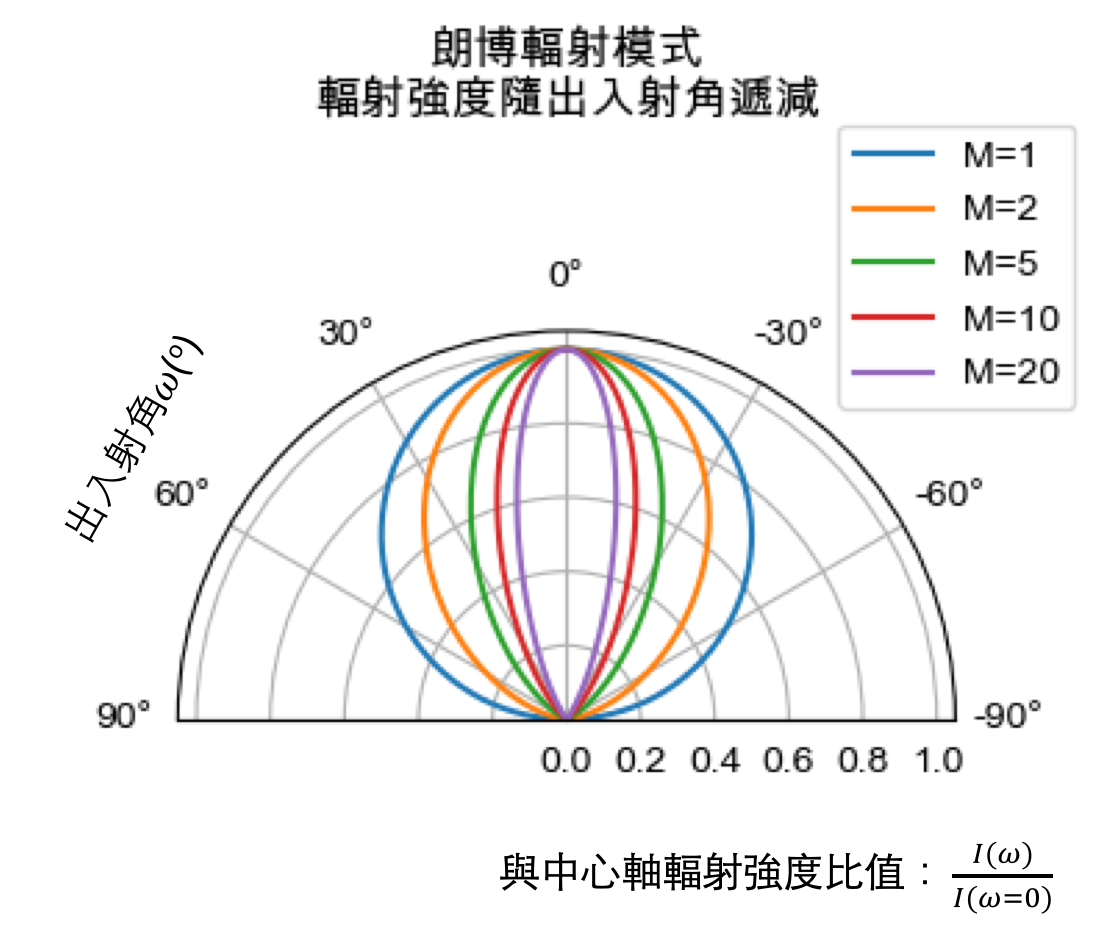 朗博輻射模式
輻射強度隨出入射角遞減
M=1
M=2
M=5
M=10
M=20
0°
30°
-30°
出入射角ω(°)
60°
-60°
90°
-90°
0.0 0.2 0.4 0.6 0.8 1.0
與中心軸輻射強度比值：I(ω)/I(ω=0)